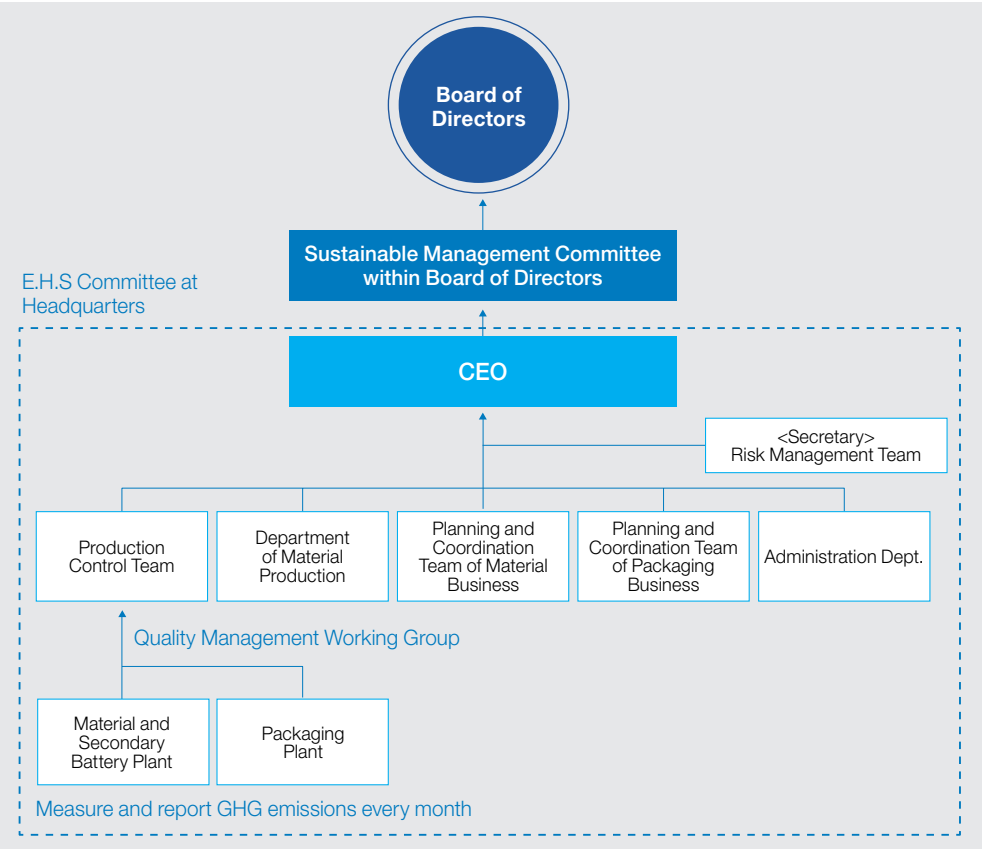 Board of
Directors
Sustainable Management Committee
within Board of Directors
E.H.S Committee at
Headquarters
CEO
<Secretary>
Risk Management Team
Production
Control Team
Department
of Material
Production
Planning and
Coordination
Team of Material
Business
Planning and
Coordination Team
of Packaging
Business
Administration Dept.
Quality Management Working Group
Material and
Secondary
Battery Plant
Packaging
Plant
Measure and report GHG emissions every month